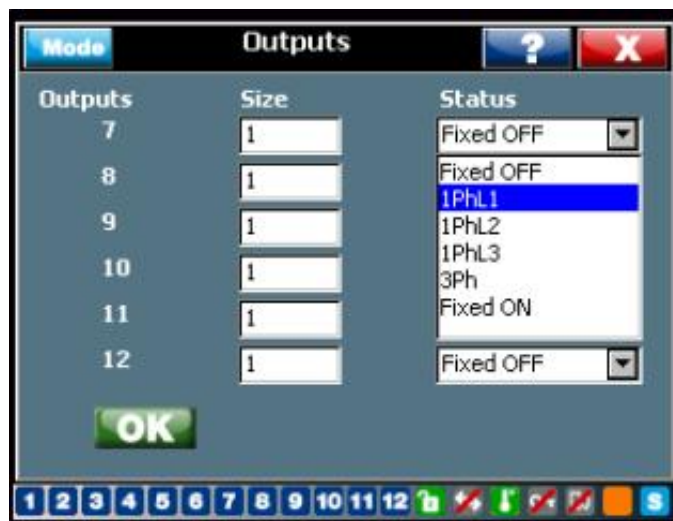 Mode Outputs ? X
Outputs Size Status
7 1 Fixed OFF
8 1 Fixed OFF
1PhL1
9 1 1PhL2
1PhL3
10 1 3Ph
11 1 Fixed ON
12 1 Fixed OFF
OK
1 2 3 4 5 6 7 8 9 10 11 12 S